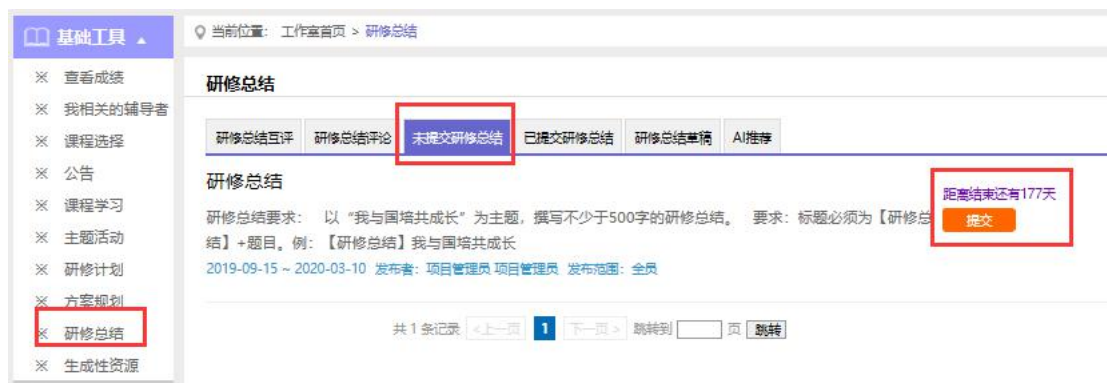 基础工具
※ 查看成绩
※ 我相关的辅导者
※ 课程选择
※ 公告
※ 课程学习
※ 主题活动
※ 研修计划
※ 方案规划
※ 研修总结
※ 生成性资源
当前位置: 工作室首页 > 研修总结
研修总结
研修总结互评 研修总结评论 未提交研修总结 已提交研修总结 研修总结草稿 AI推荐
研修总结
距离结束还有177天
研修总结要求: 以“我与国培共成长”为主题,撰写不少于500字的研修总结。 要求:标题必须为【研修总
提交
结】+题目。例:【研修总结】我与国培共成长
2019-09-15 ~ 2020-03-10 发布者: 项目管理员 项目管理员 发布范围: 全员
共 1 条记录 <上一页 1 下一页> 跳转到 页 跳转